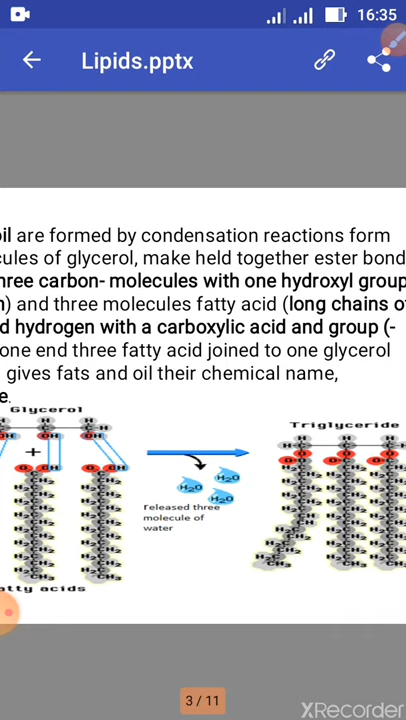 16:35
Lipids.pptx
oil are formed by condensation reactions form
cules of glycerol, make held together ester bond
hree carbon- molecules with one hydroxyl group
) and three molecules fatty acid (long chains of
d hydrogen with a carboxylic acid and group (-
one end three fatty acid joined to one glycerol
gives fats and oil their chemical name,
e.
Glycerol
Triglyceride
+
H₂O
H₂O
H₂O
released three
molecule of
water
atty acids
3 / 11
XRecorder